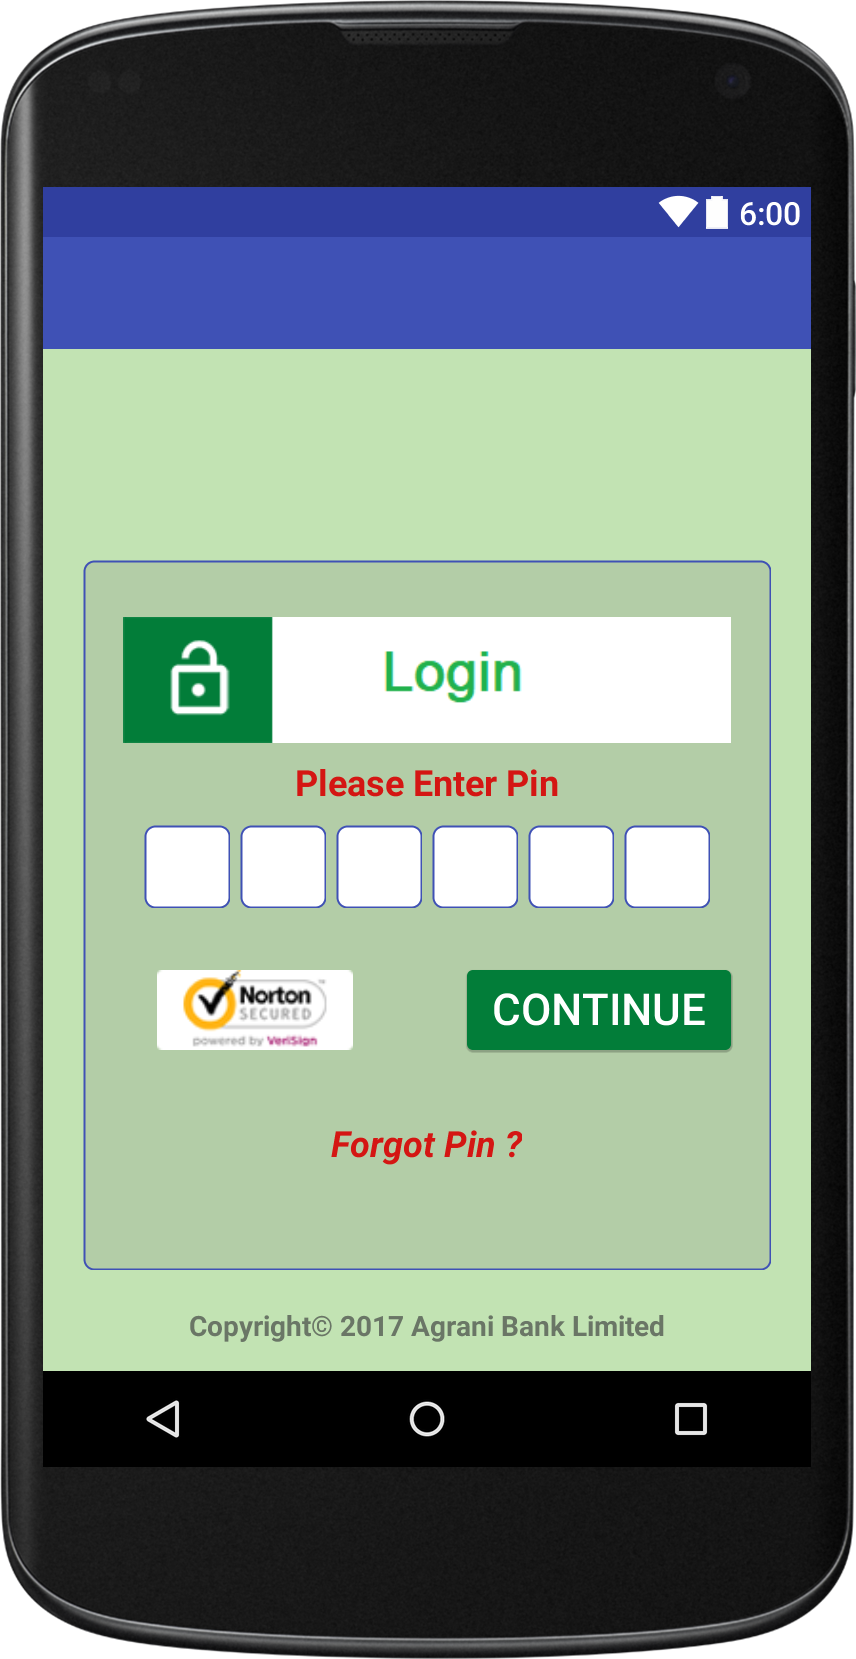 6:00
Login
Please Enter Pin
Norton
SECURED
powered by VeriSign
CONTINUE
Forgot Pin ?
Copyright© 2017 Agrani Bank Limited